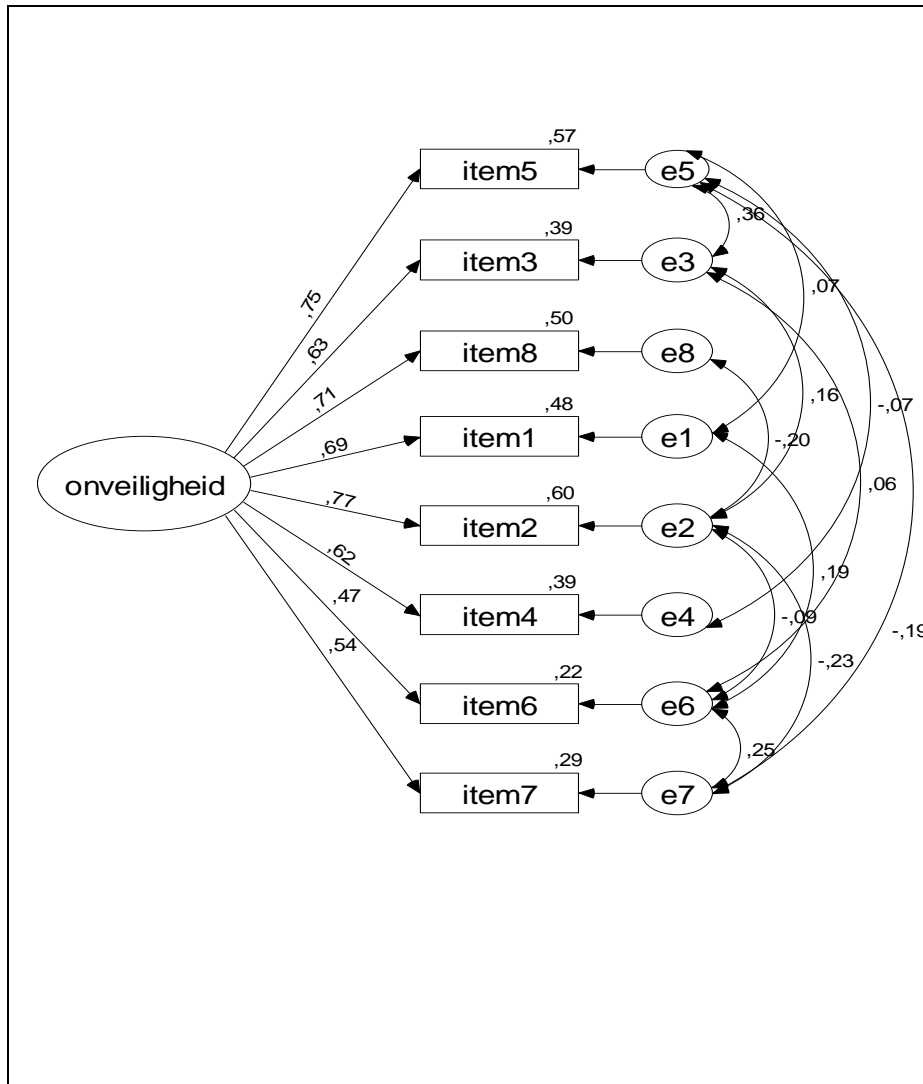 ,57
item5
e5
,36
,39
item3
e3
,07
,75
,63
,50
item8
e8
,16
-,07
,71
,48
item1
e1
-,20
,06
,69
onveiligheid
,77
,60
item2
e2
,19
,62
,39
item4
e4
-,09
-,19
,47
,54
-,23
,22
item6
e6
,25
,29
item7
e7